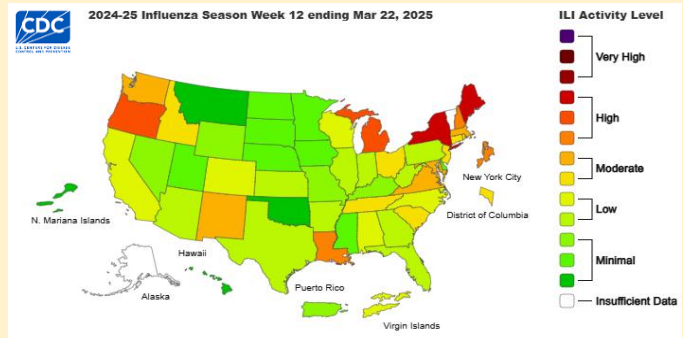 CDC
U.S. CENTERS FOR DISEASE
CONTROL AND PREVENTION
2024-25 Influenza Season Week 12 ending Mar 22, 2025
ILI Activity Level
Very High
High
Moderate
Low
Minimal
Insufficient Data
New York City
District of Columbia
N. Mariana Islands
Hawaii
Alaska
Puerto Rico
Virgin Islands